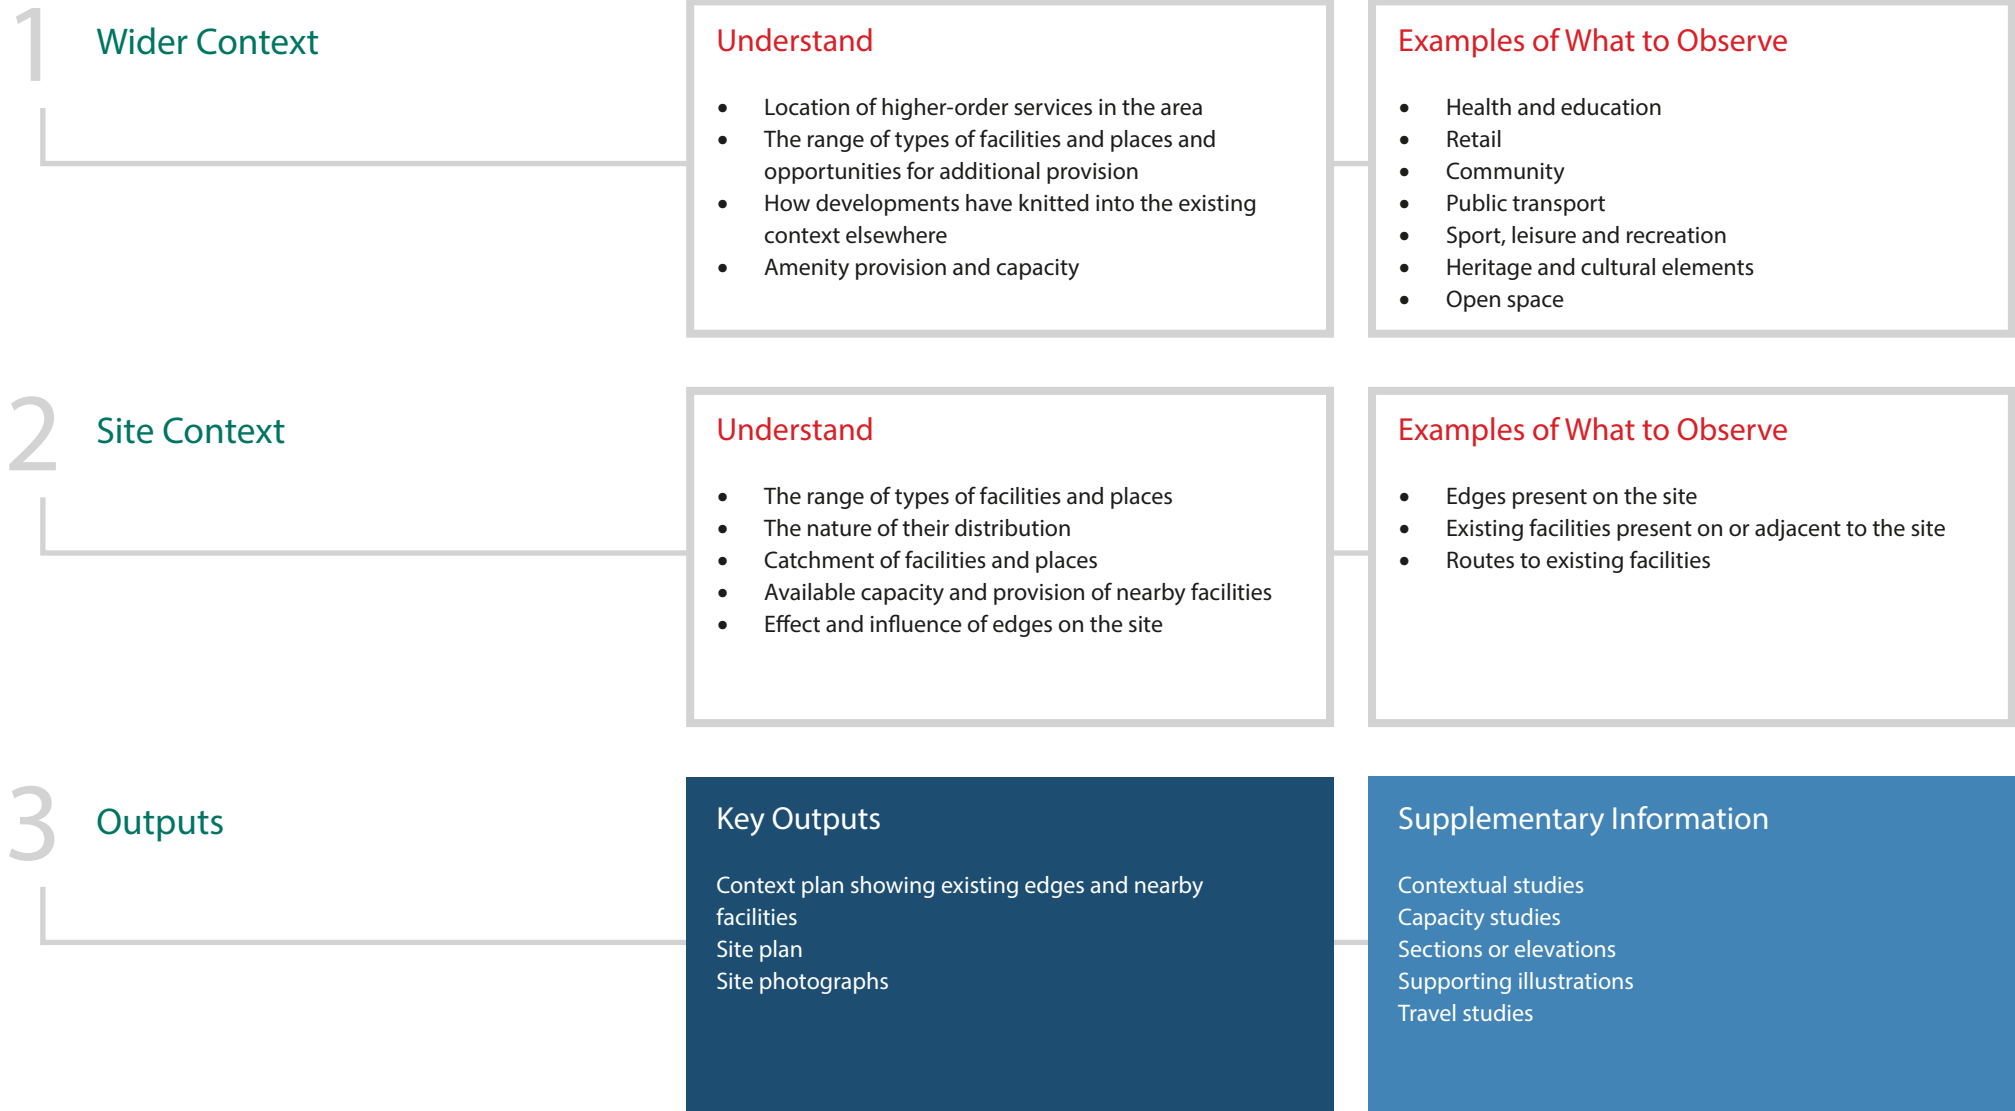 1
Wider Context
Understand
• Location of higher-order services in the area
• The range of types of facilities and places and
opportunities for additional provision
• How developments have knitted into the existing
context elsewhere
• Amenity provision and capacity
Examples of What to Observe
• Health and education
• Retail
• Community
• Public transport
• Sport, leisure and recreation
• Heritage and cultural elements
• Open space
2
Site Context
Understand
• The range of types of facilities and places
• The nature of their distribution
• Catchment of facilities and places
• Available capacity and provision of nearby facilities
• Effect and influence of edges on the site
Examples of What to Observe
• Edges present on the site
• Existing facilities present on or adjacent to the site
• Routes to existing facilities
3
Outputs
Key Outputs
Context plan showing existing edges and nearby
facilities
Site plan
Site photographs
Supplementary Information
Contextual studies
Capacity studies
Sections or elevations
Supporting illustrations
Travel studies